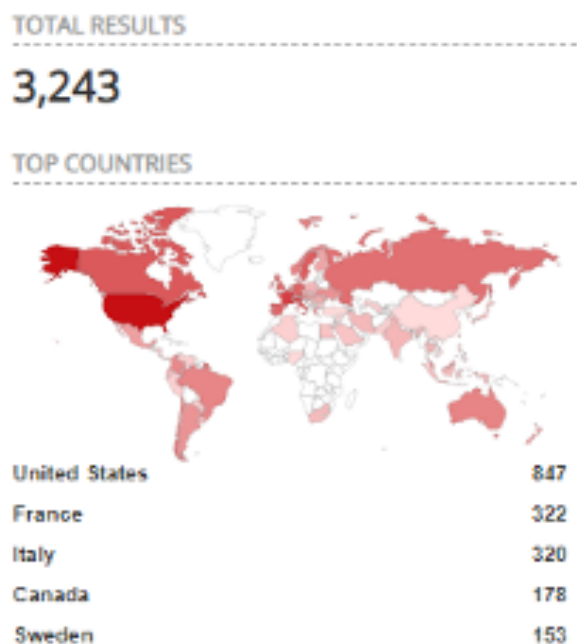 TOTAL RESULTS
3,243
TOP COUNTRIES
United States 847
France 322
Italy 320
Canada 178
Sweden 153